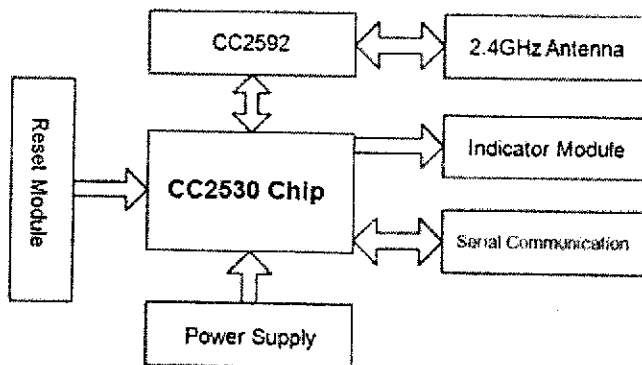 CC2592
2.4GHz Antenna
Reset Module
CC2530 Chip
Indicator Module
Serial Communication
Power Supply